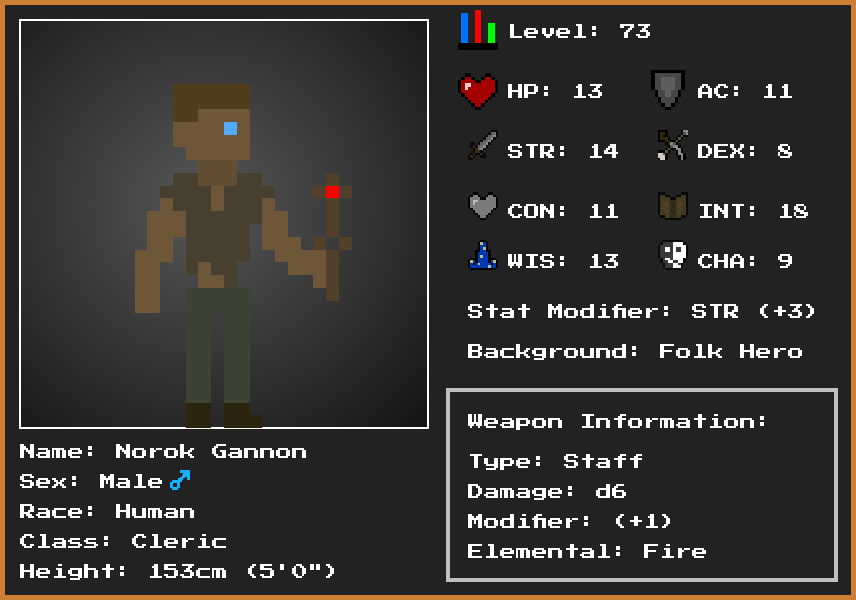 Level: 73
HP: 13 AC: 11
STR: 14 DEX: 8
CON: 11 INT: 18
WIS: 13 CHA: 9
Stat Modifier: STR (+3)
Background: Folk Hero
Weapon Information:
Type: Staff
Damage: d6
Modifier: (+1)
Elemental: Fire
Name: Norok Gannon
Sex: Male ♂
Race: Human
Class: Cleric
Height: 153cm (5'0")